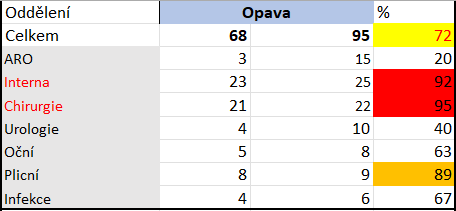 Oddělení Opava %
Celkem 68 95 72
ARO 3 15 20
Interna 23 25 92
Chirurgie 21 22 95
Urologie 4 10 40
Oční 5 8 63
Plicní 8 9 89
Infekce 4 6 67